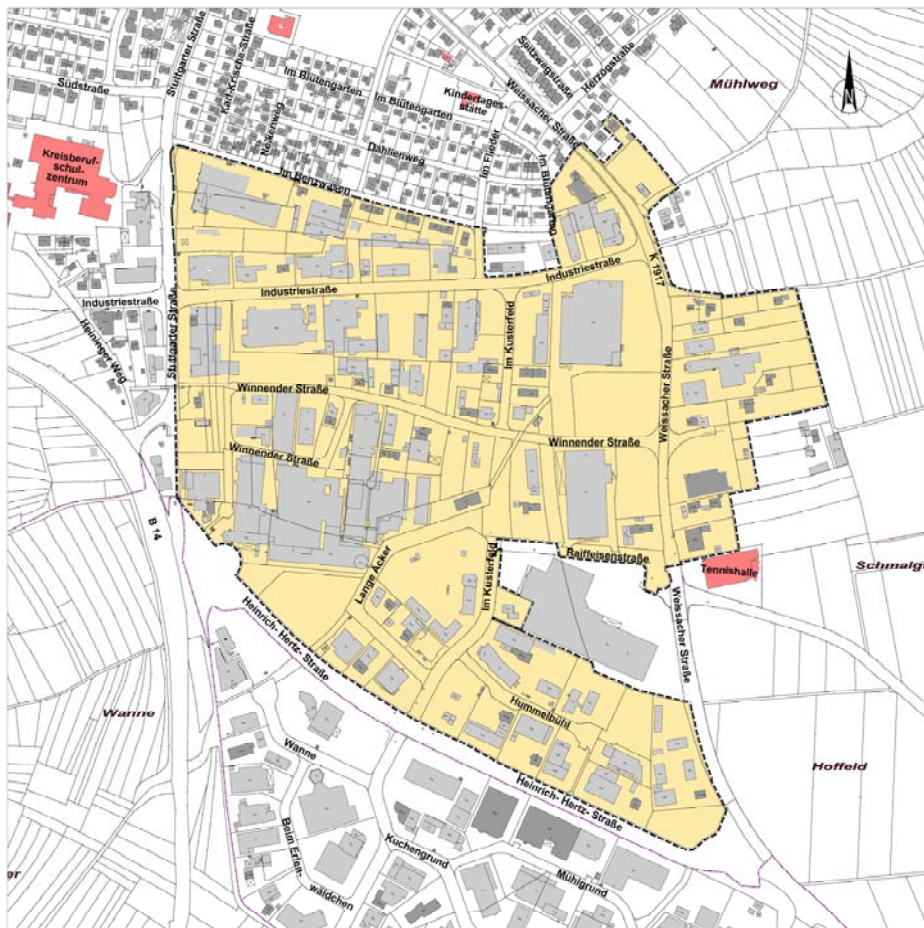 Stuttgarter Straße
Karl-Krische-Straße
Südstraße
Im Blütengarten
Nelkenweg
Im Blütengarten
Kindertages-
stätte
Weissacher Straße
Seitzwegstraße
Herzogstraße
Mühlweg
Dahlienweg
Im Flieder
Im Blütengarten
Kreisberuf-
schul-
zentrum
Im Benzwasen
Industriestraße
Industriestraße
Industriestraße
K 1917
Heininger Weg
Stuttgarter Straße
Im Kusterfeld
Winnender Straße
Weissacher Straße
Winnender Straße
Winnender Straße
B 14
Lange Äcker
Im Kusterfeld
Raiffeisenstraße
Tennishalle
Weissacher Straße
Heinrich- Hertz- Straße
Wanne
Hummelbühl
Hoffeld
Wanne
Heinrich- Hertz- Straße
Beim Erlen-
wäldchen
Kuchengrund
Mühlgrund